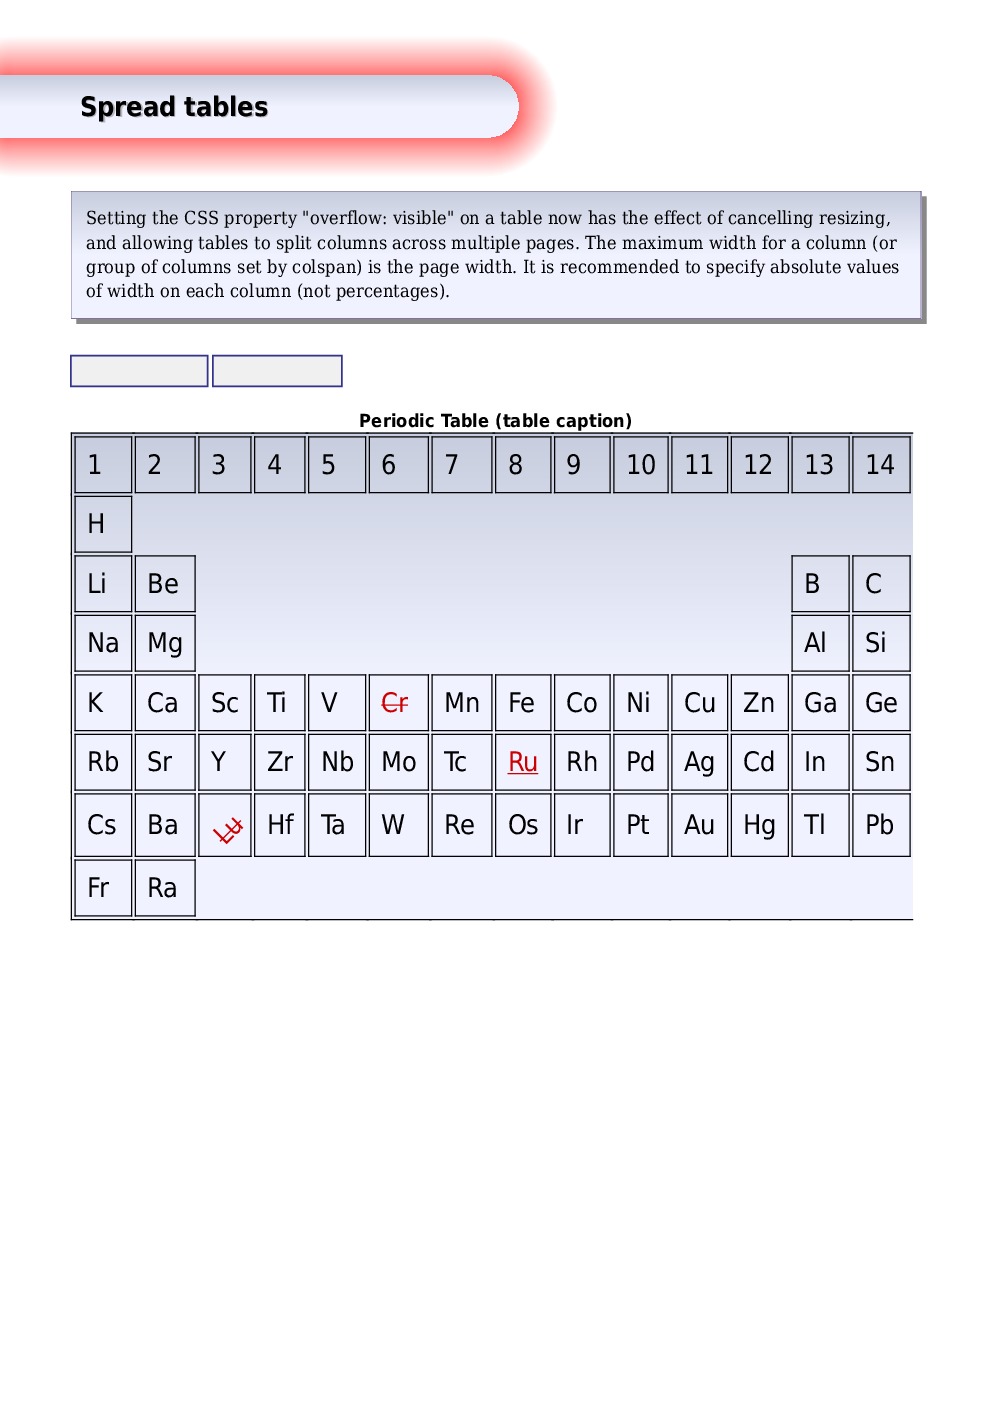 Spread tables
Setting the CSS property "overflow: visible" on a table now has the effect of cancelling resizing,
and allowing tables to split columns across multiple pages. The maximum width for a column (or
group of columns set by colspan) is the page width. It is recommended to specify absolute values
of width on each column (not percentages).
Periodic Table (table caption)
1 2 3 4 5 6 7 8 9 10 11 12 13 14
H
Li Be B C
Na Mg Al Si
K Ca Sc Ti V Cr Mn Fe Co Ni Cu Zn Ga Ge
Rb Sr Y Zr Nb Mo Tc Ru Rh Pd Ag Cd In Sn
Cs Ba Lu Hf Ta W Re Os Ir Pt Au Hg Tl Pb
Fr Ra